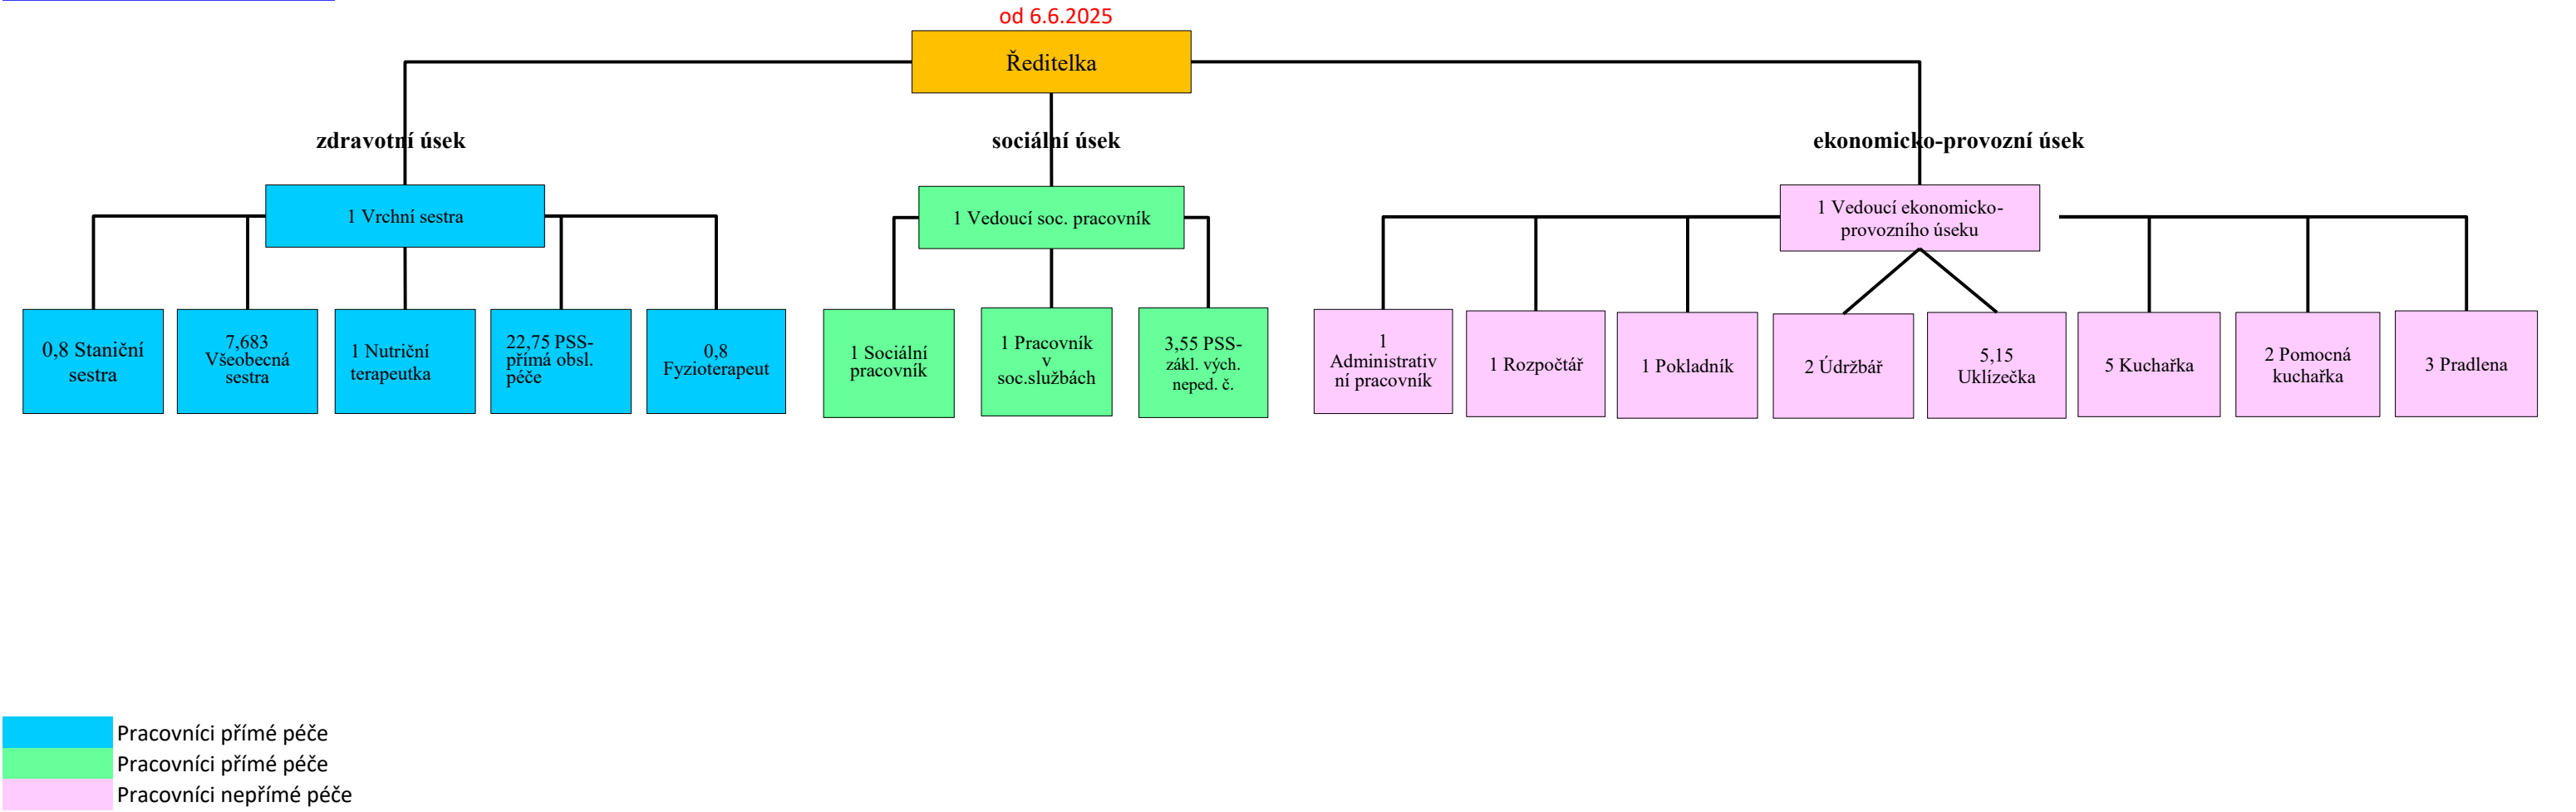 od 6.6.2025
Ředitelka
zdravotní úsek
sociální úsek
ekonomicko-provozní úsek
1 Vrchní sestra
1 Vedoucí soc. pracovník
1 Vedoucí ekonomicko-
provozního úseku
0,8 Staniční
sestra
7,683
Všeobecná
sestra
1 Nutriční
terapeutka
22,75 PSS-
přímá obsl.
péče
0,8
Fyzioterapeut
1 Sociální
pracovník
1 Pracovník
v
soc.službách
3,55 PSS-
zákl. vých.
neped. č.
1
Administrativ
ní pracovník
1 Rozpočtář
1 Pokladník
2 Údržbář
5,15
Uklízečka
5 Kuchařka
2 Pomocná
kuchařka
3 Pradlena
Pracovníci přímé péče
Pracovníci přímé péče
Pracovníci nepřímé péče